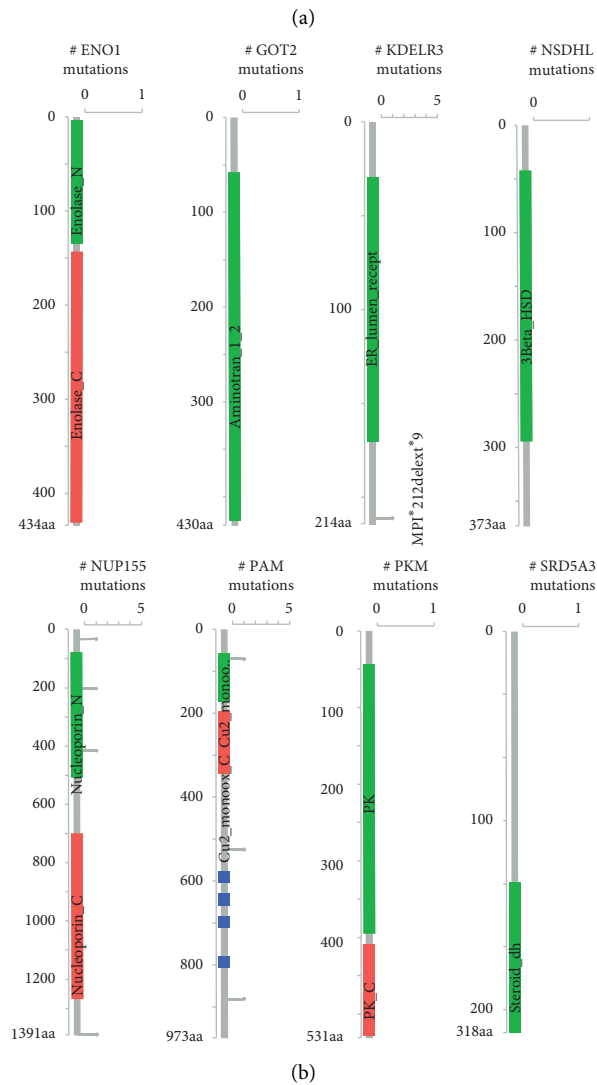 (a)
# ENO1
mutations
0 1
0
100
200
300
400
434aa
Enolase_N
Enolase_C
# GOT2
mutations
0 1
0
100
200
300
430aa
Aminotran_1_2
# KDELR3
mutations
0 5
0
100
214aa
ER_lumen_recept
MPI*212delext*9
# NSDHL
mutations
0
0
100
200
300
373aa
3Beta_HSD
# NUP155
mutations
0 5
0
200
400
600
800
1000
1200
1391aa
Nucleoporin_N
Nucleoporin_C
# PAM
mutations
0 5
0
200
400
600
800
973aa
Cu2_monoo..
Cu2_monoox_C
# PKM
mutations
0 1
0
100
200
300
400
531aa
PK
PK_C
# SRD5A3
mutations
0 1
0
100
200
318aa
Steroid_dh
(b)